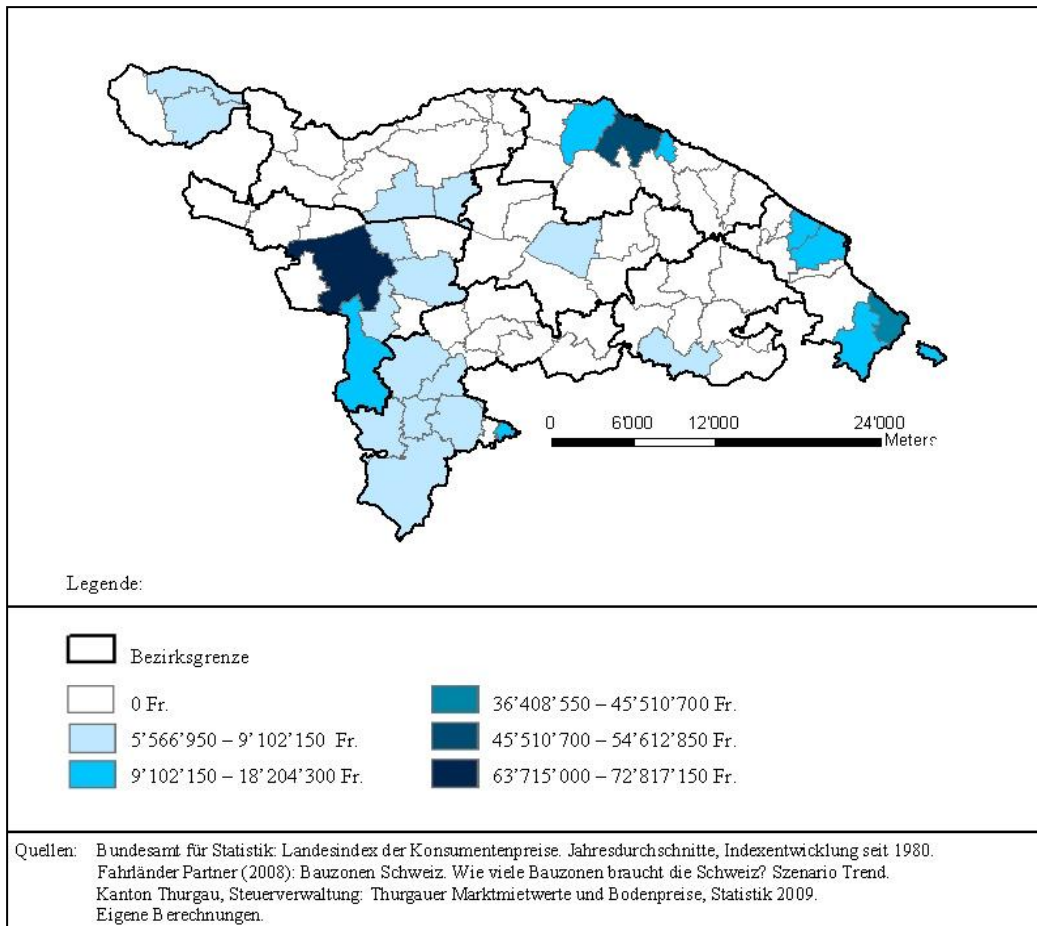 0 6'000 12'000 24'000
Meters
Legende:
Bezirksgrenze
0 Fr.
5'566'950 – 9'102'150 Fr.
9'102'150 – 18'204'300 Fr.
36'408'550 – 45'510'700 Fr.
45'510'700 – 54'612'850 Fr.
63'715'000 – 72'817'150 Fr.
Quellen: Bundesamt für Statistik: Landesindex der Konsumentenpreise. Jahresdurchschnitte, Indexentwicklung seit 1980.
Fahrländer Partner (2008): Bauzonen Schweiz. Wie viele Bauzonen braucht die Schweiz? Szenario Trend.
Kanton Thurgau, Steuerverwaltung: Thurgauer Marktmietwerte und Bodenpreise, Statistik 2009.
Eigene Berechnungen.